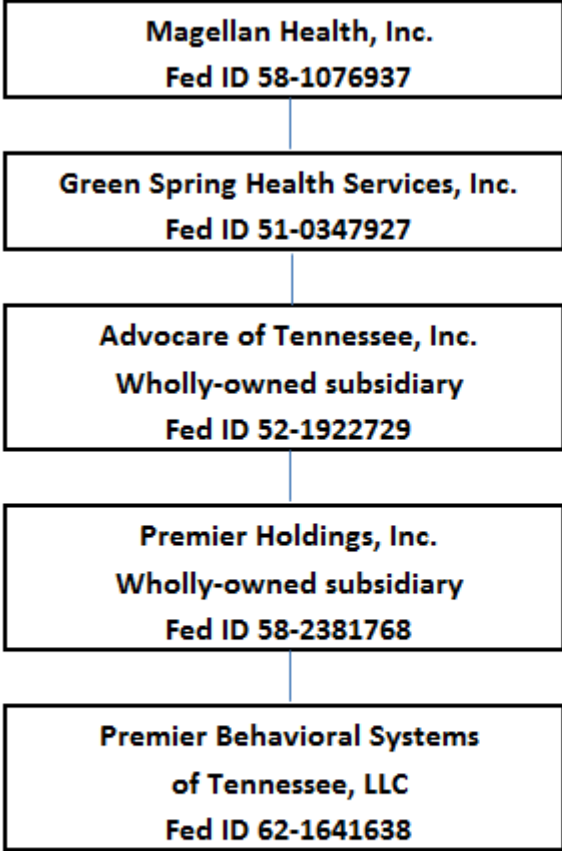 Magellan Health, Inc.
Fed ID 58-1076937
Green Spring Health Services, Inc.
Fed ID 51-0347927
Advocare of Tennessee, Inc.
Wholly-owned subsidiary
Fed ID 52-1922729
Premier Holdings, Inc.
Wholly-owned subsidiary
Fed ID 58-2381768
Premier Behavioral Systems
of Tennessee, LLC
Fed ID 62-1641638